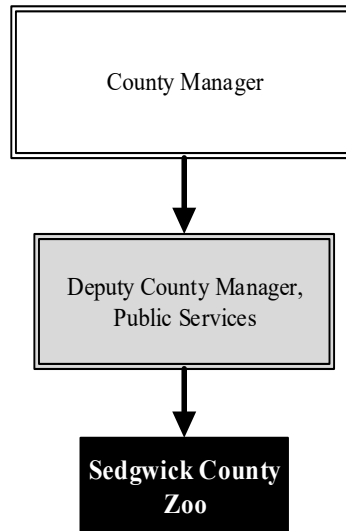 County Manager
Deputy County Manager,
Public Services
Sedgwick County
Zoo